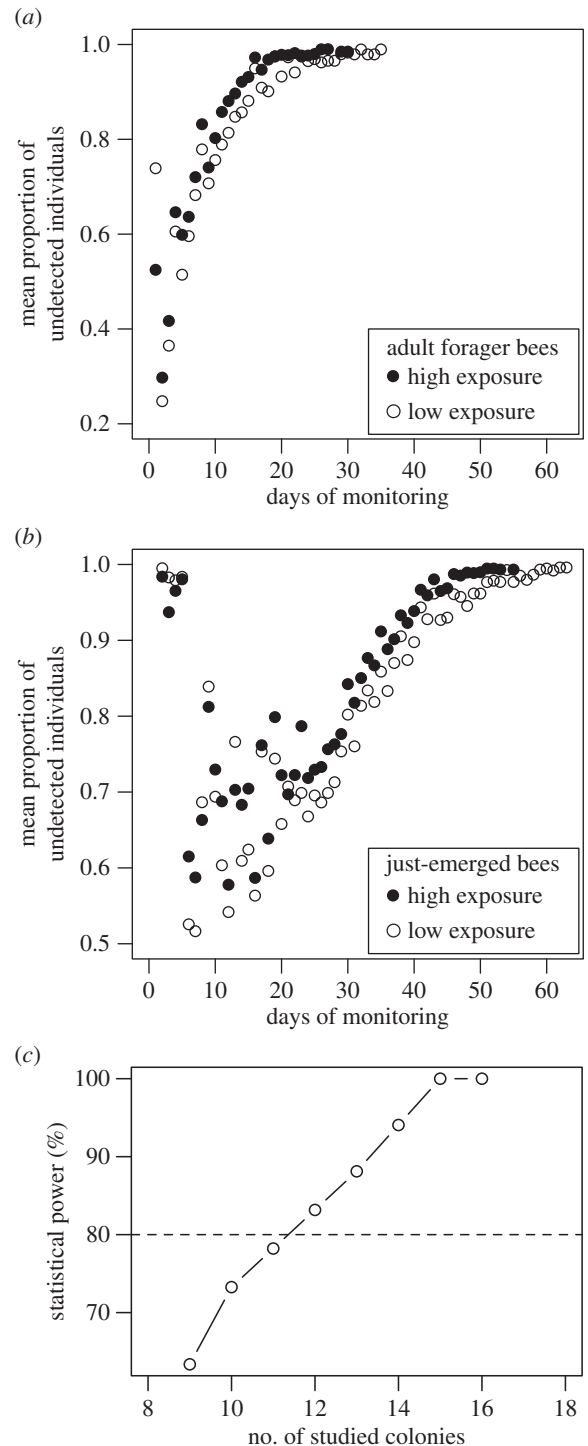 (a)
1.0
0.8
0.6
0.4
0.2
mean proportion of
undetected individuals
adult forager bees
high exposure
low exposure
0 10 20 30 40 50 60
days of monitoring
(b)
1.0
0.9
0.8
0.7
0.6
0.5
mean proportion of
undetected individuals
just-emerged bees
high exposure
low exposure
0 10 20 30 40 50 60
days of monitoring
(c)
100
90
80
70
statistical power (%)
8 10 12 14 16 18
no. of studied colonies